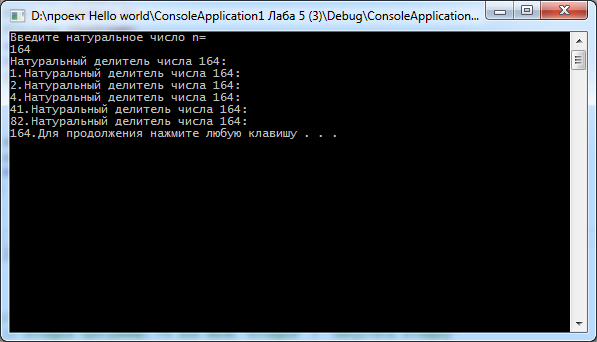 D:\проект Hello world\ConsoleApplication1 Лаба 5 (3)\Debug\ConsoleApplication...
Введите натуральное число n=
164
Натуральный делитель числа 164:
1.Натуральный делитель числа 164:
2.Натуральный делитель числа 164:
4.Натуральный делитель числа 164:
41.Натуральный делитель числа 164:
82.Натуральный делитель числа 164:
164.Для продолжения нажмите любую клавишу . . .